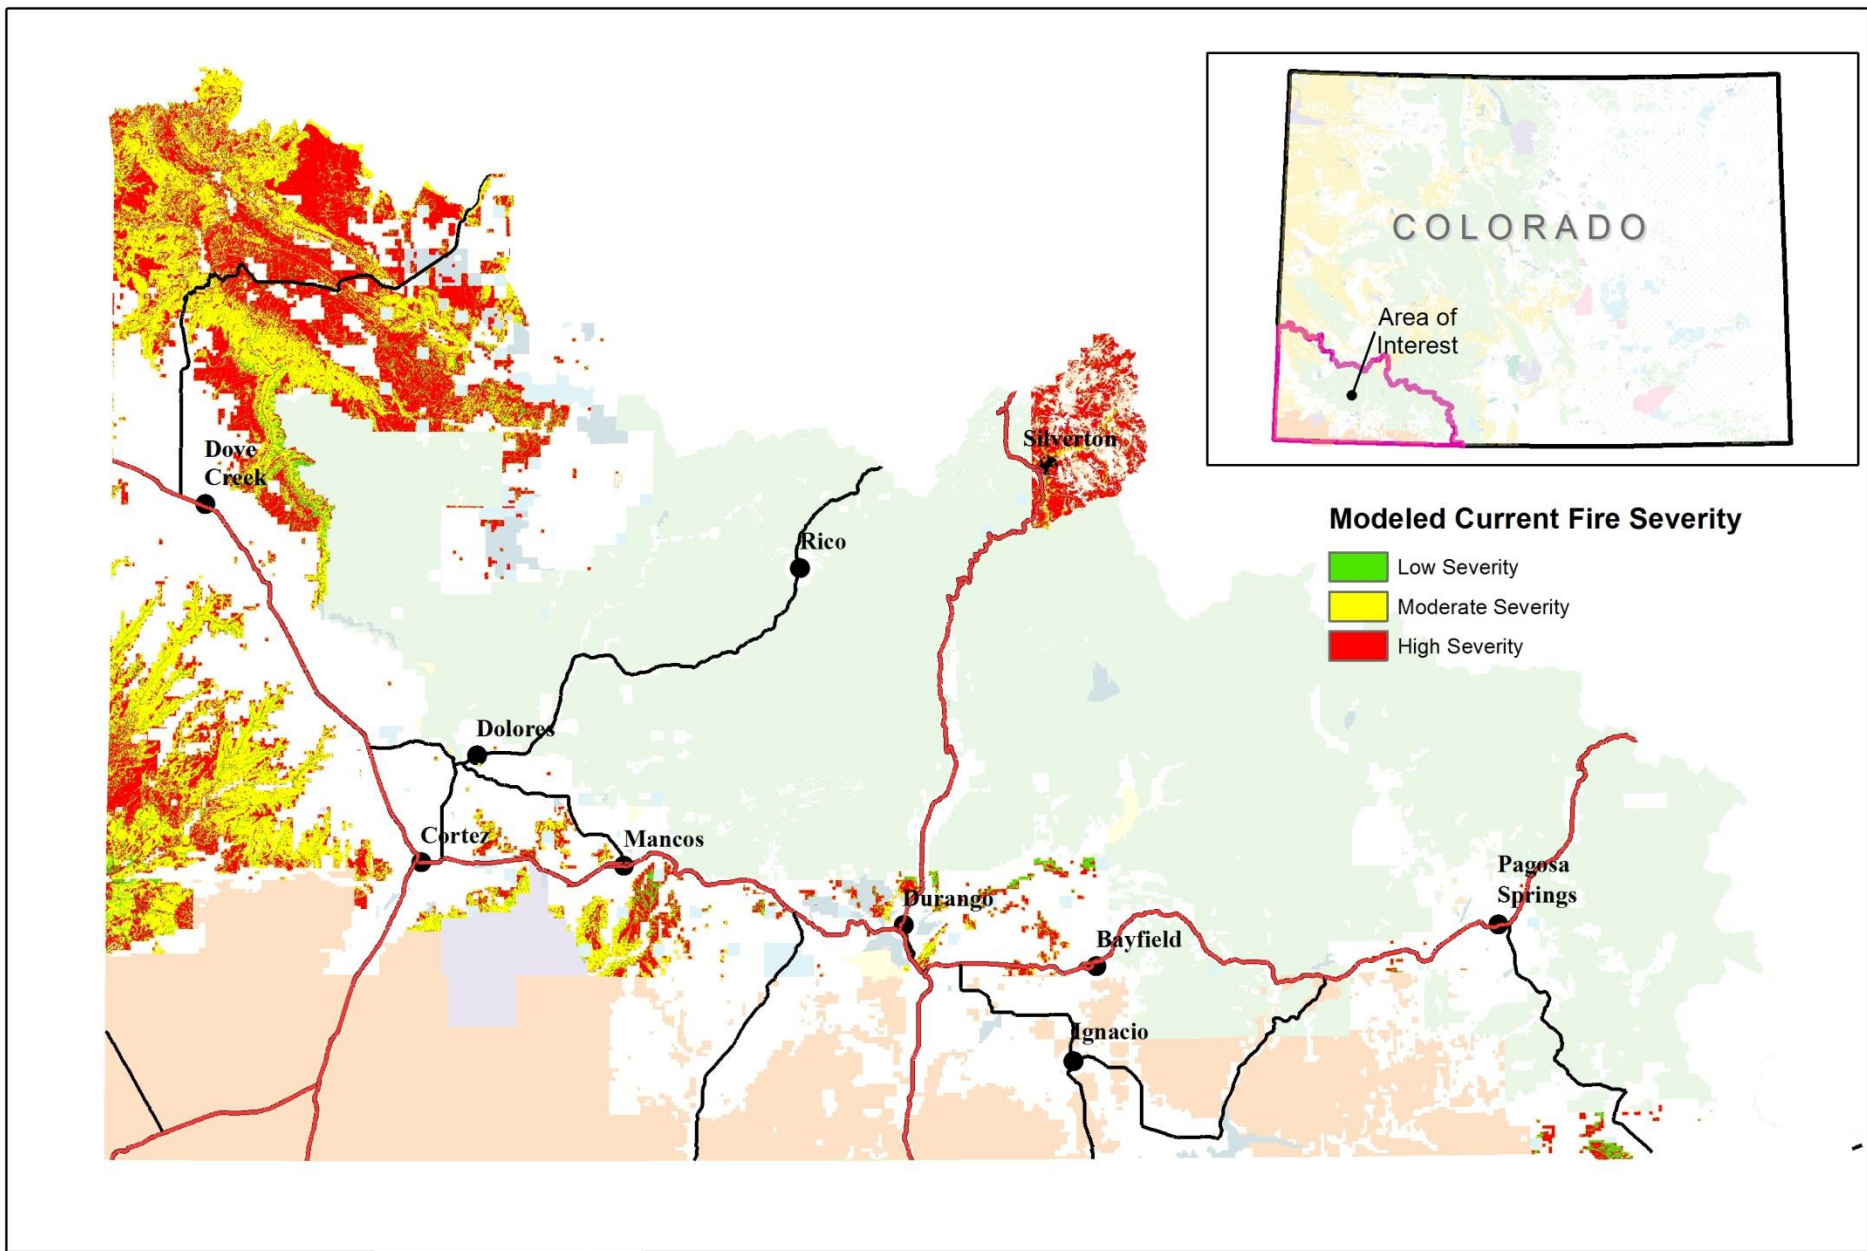 COLORADO
Area of
Interest
Modeled Current Fire Severity
Low Severity
Moderate Severity
High Severity
Silverton
Dove
Creek
Rico
Dolores
Cortez
Mancos
Durango
Bayfield
Pagosa
Springs
Ignacio